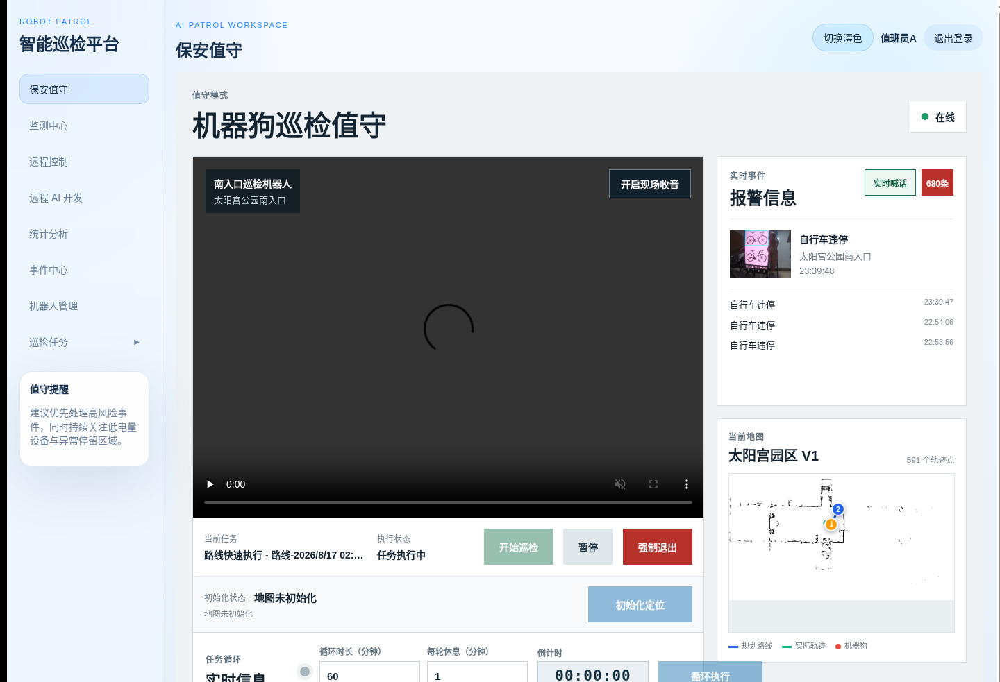 ROBOT PATROL
智能巡检平台
保安值守
监测中心
远程控制
远程 AI 开发
统计分析
事件中心
机器人管理
巡检任务
值守提醒
建议优先处理高风险事
件，同时持续关注低电量
设备与异常停留区域。
AI PATROL WORKSPACE
保安值守
切换深色
值班员A
退出登录
值守模式
机器狗巡检值守
在线
南入口巡检机器人
太阳宫公园南入口
开启现场收音
0:00
当前任务
路线快速执行 - 路线-2026/8/17 02:...
执行状态
任务执行中
开始巡检
暂停
强制退出
初始化状态 地图未初始化
地图未初始化
初始化定位
任务循环
实时信息
循环时长（分钟）
60
每轮休息（分钟）
1
倒计时
00:00:00
循环执行
实时事件
报警信息
实时喊话
680条
自行车违停
太阳宫公园南入口
23:39:48
自行车违停 23:39:47
自行车违停 22:54:06
自行车违停 22:53:56
当前地图
太阳宫园区 V1
591 个轨迹点
2
1
规划路线
实际轨迹
机器狗